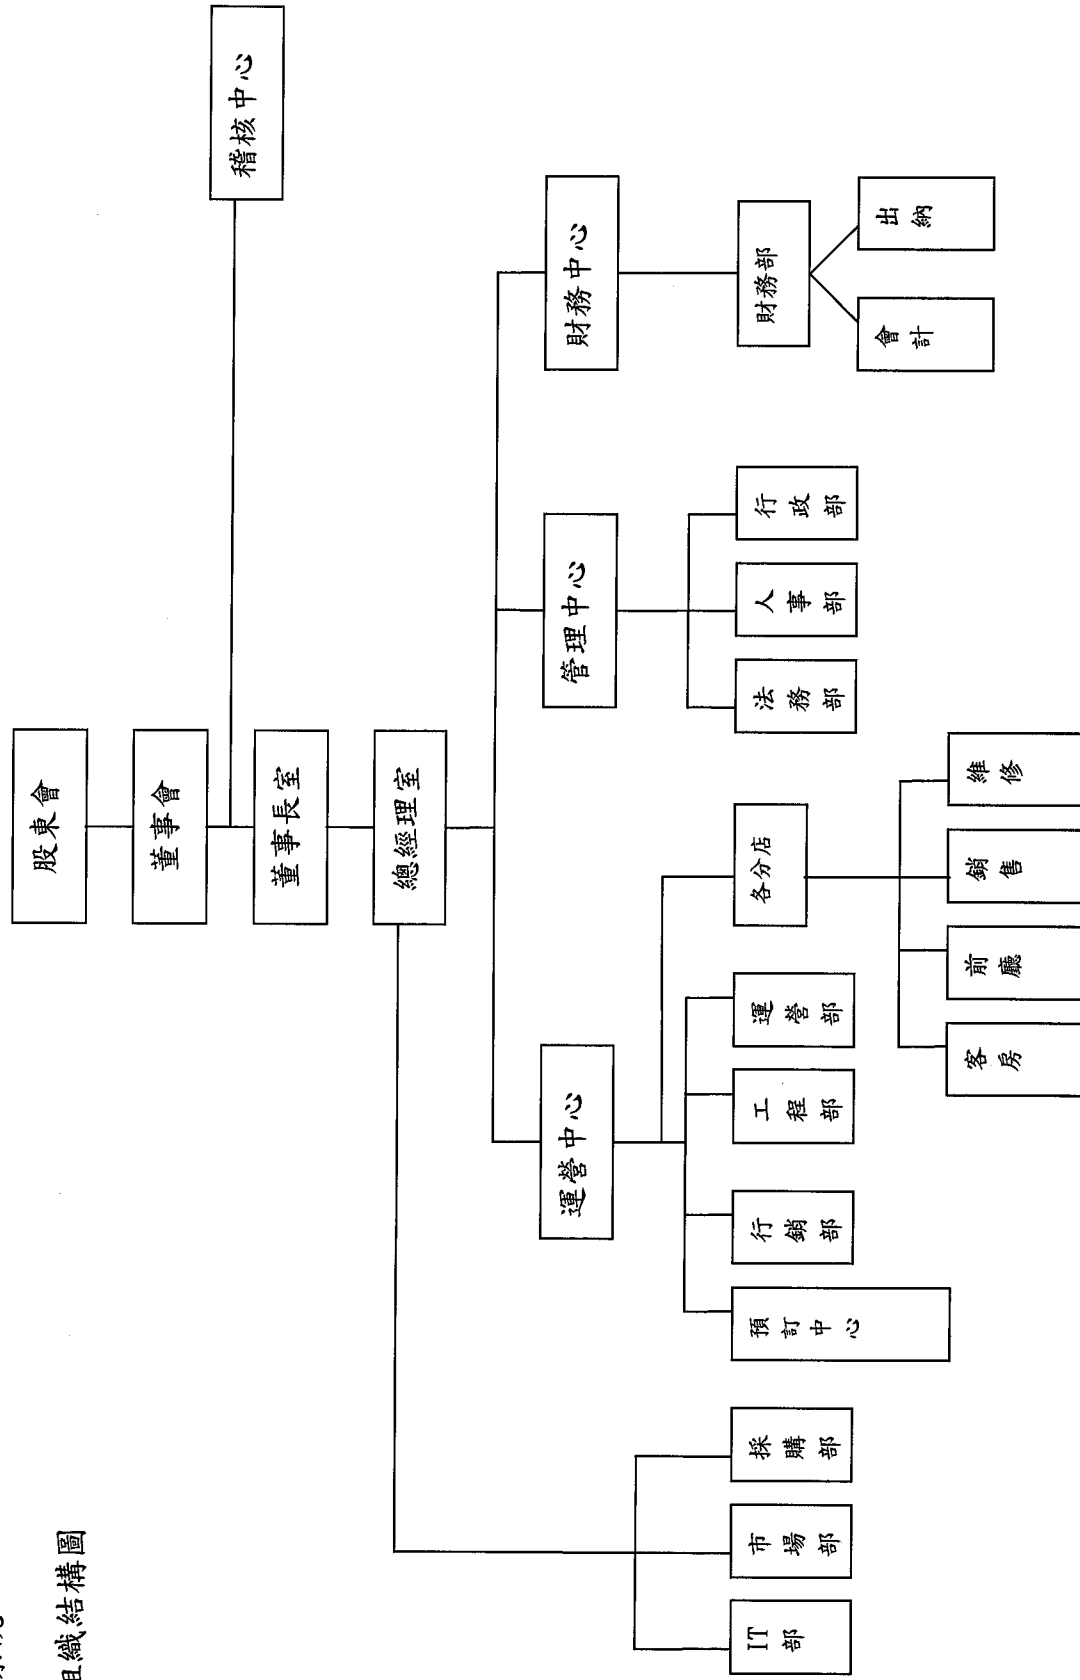 組織結構圖
股東會
董事會
稽核中心
董事長室
總經理室
運營中心
管理中心
財務中心
IT部
市場部
採購部
預訂中心
行銷部
工程部
運營部
各分店
法務部
人事部
行政部
財務部
客房
前廳
銷售
維修
會計
出納